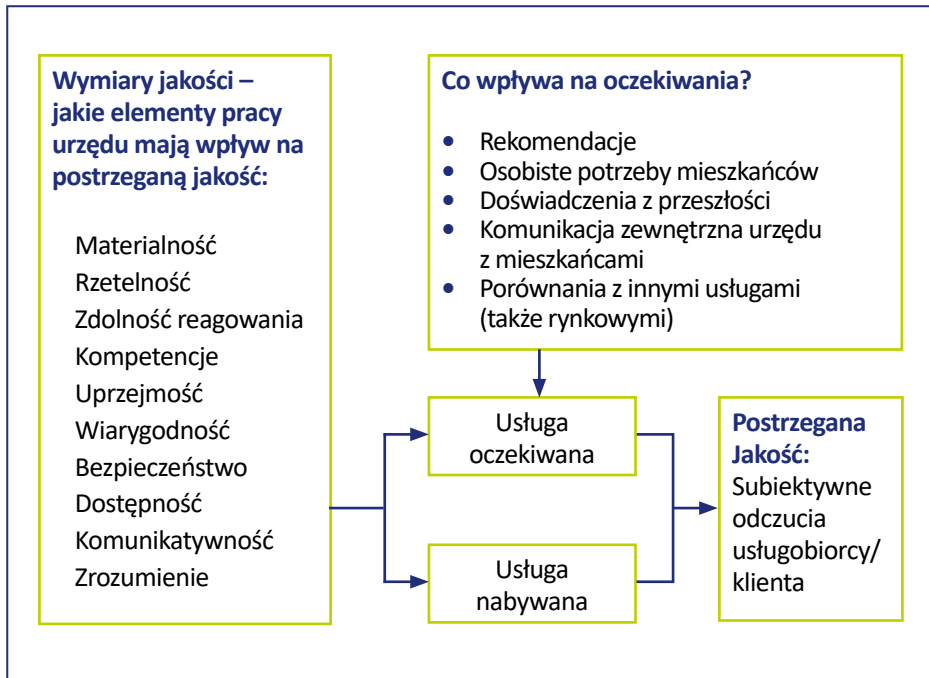 Wymiary jakości –
jakie elementy pracy
urzędu mają wpływ na
postrzeganą jakość:
Materialność
Rzetelność
Zdolność reagowania
Kompetencje
Uprzejmość
Wiarygodność
Bezpieczeństwo
Dostępność
Komunikatywność
Zrozumienie
Co wpływa na oczekiwania?
• Rekomendacje
• Osobiste potrzeby mieszkańców
• Doświadczenia z przeszłości
• Komunikacja zewnętrzna urzędu
z mieszkańcami
• Porównania z innymi usługami
(także rynkowymi)
Usługa
oczekiwana
Usługa
nabywana
Postrzegana
Jakość:
Subiektywne
odczucia
usługobiorcy/
klienta